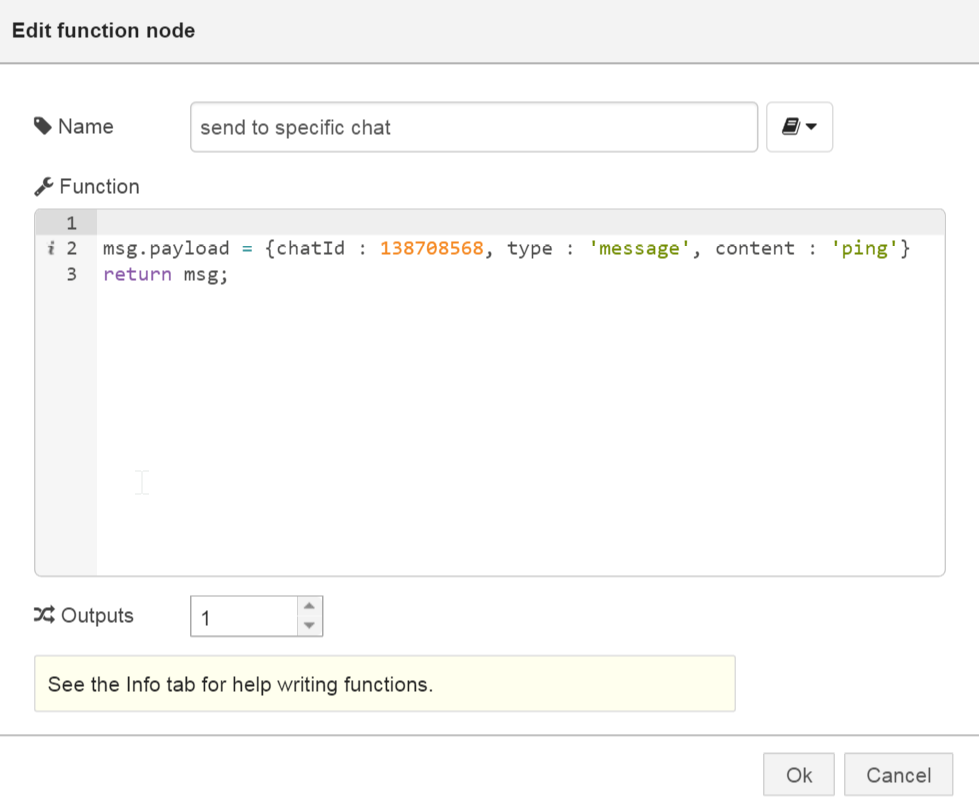 Edit function node
Name
send to specific chat
Function
1
i 2 msg.payload = {chatId : 138708568, type : 'message', content : 'ping'}
3 return msg;
Outputs
1
See the Info tab for help writing functions.
Ok
Cancel